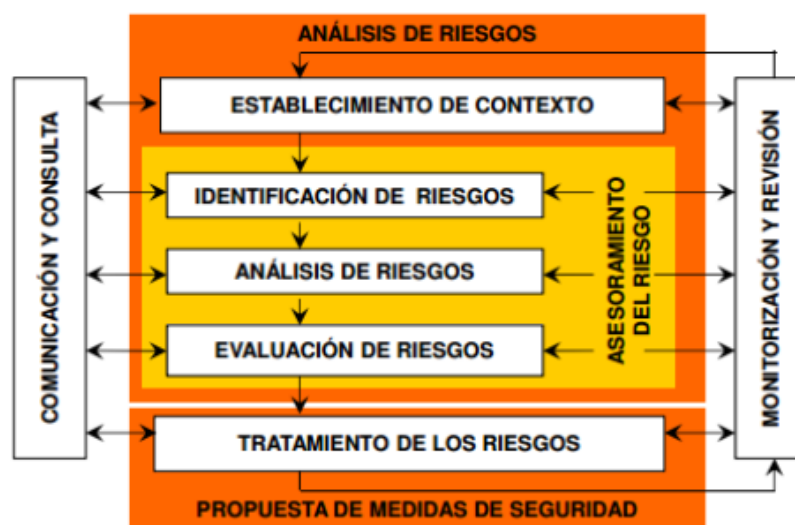 ANÁLISIS DE RIESGOS
ESTABLECIMIENTO DE CONTEXTO
COMUNICACIÓN Y CONSULTA
IDENTIFICACIÓN DE RIESGOS
ANÁLISIS DE RIESGOS
EVALUACIÓN DE RIESGOS
ASESORAMIENTO
DEL RIESGO
MONITORIZACIÓN Y REVISIÓN
TRATAMIENTO DE LOS RIESGOS
PROPUESTA DE MEDIDAS DE SEGURIDAD